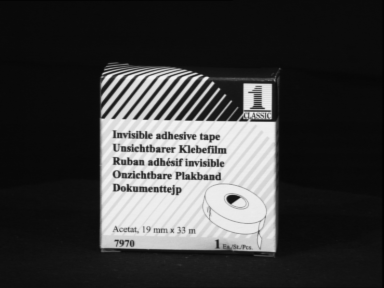 1
CLASSIC
Invisible adhesive tape
Unsichtbarer Klebefilm
Ruban adhésif invisible
Onzichtbare Plakband
Dokumenttejp
Acetat, 19 mm x 33 m
7970
1 Ea./St./Pcs.